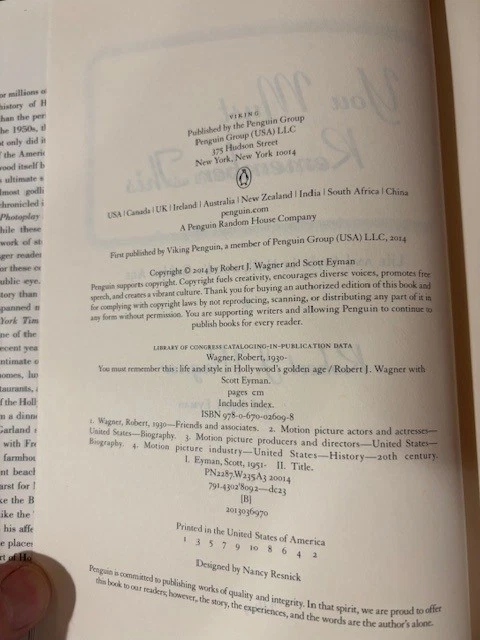 VIKING
Published by the Penguin Group
Penguin Group (USA) LLC
375 Hudson Street
New York, New York 10014
USA | Canada | UK | Ireland | Australia | New Zealand | India | South Africa | China
penguin.com
A Penguin Random House Company
First published by Viking Penguin, a member of Penguin Group (USA) LLC, 2014
Copyright © 2014 by Robert J. Wagner and Scott Eyman
Penguin supports copyright. Copyright fuels creativity, encourages diverse voices, promotes free
speech, and creates a vibrant culture. Thank you for buying an authorized edition of this book and
for complying with copyright laws by not reproducing, scanning, or distributing any part of it in
any form without permission. You are supporting writers and allowing Penguin to continue to
publish books for every reader.
LIBRARY OF CONGRESS CATALOGING-IN-PUBLICATION DATA
Wagner, Robert, 1930-
You must remember this : life and style in Hollywood's golden age / Robert J. Wagner with
Scott Eyman.
pages cm
Includes index.
ISBN 978-0-670-02609-8
1. Wagner, Robert, 1930—Friends and associates. 2. Motion picture actors and actresses—
United States—Biography. 3. Motion picture producers and directors—United States—
Biography. 4. Motion picture industry—United States—History—20th century.
I. Eyman, Scott, 1951- II. Title.
PN2287.W235A3 20014
791.4302'8092—dc23
[B]
2013036970
Printed in the United States of America
1 3 5 7 9 10 8 6 4 2
Designed by Nancy Resnick
Penguin is committed to publishing works of quality and integrity. In that spirit, we are proud to offer
this book to our readers; however, the story, the experiences, and the words are the author's alone.